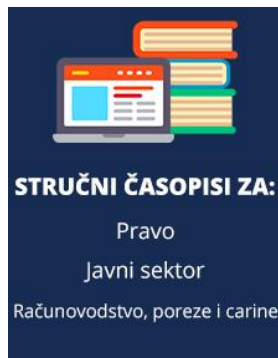 STRUČNI ČASOPISI ZA:
Pravo
Javni sektor
Računovodstvo, poreze i carine